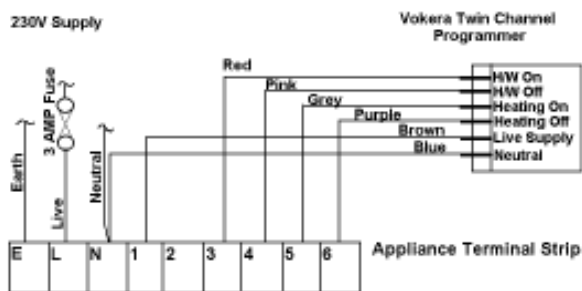 230V Supply
Vokera Twin Channel
Programmer
Red
H/W On
Pink
H/W Off
Grey
Heating On
Purple
Heating Off
Brown
Live Supply
Blue
Neutral
3 AMP Fuse
Earth
Live
Neutral
E L N 1 2 3 4 5 6
Appliance Terminal Strip